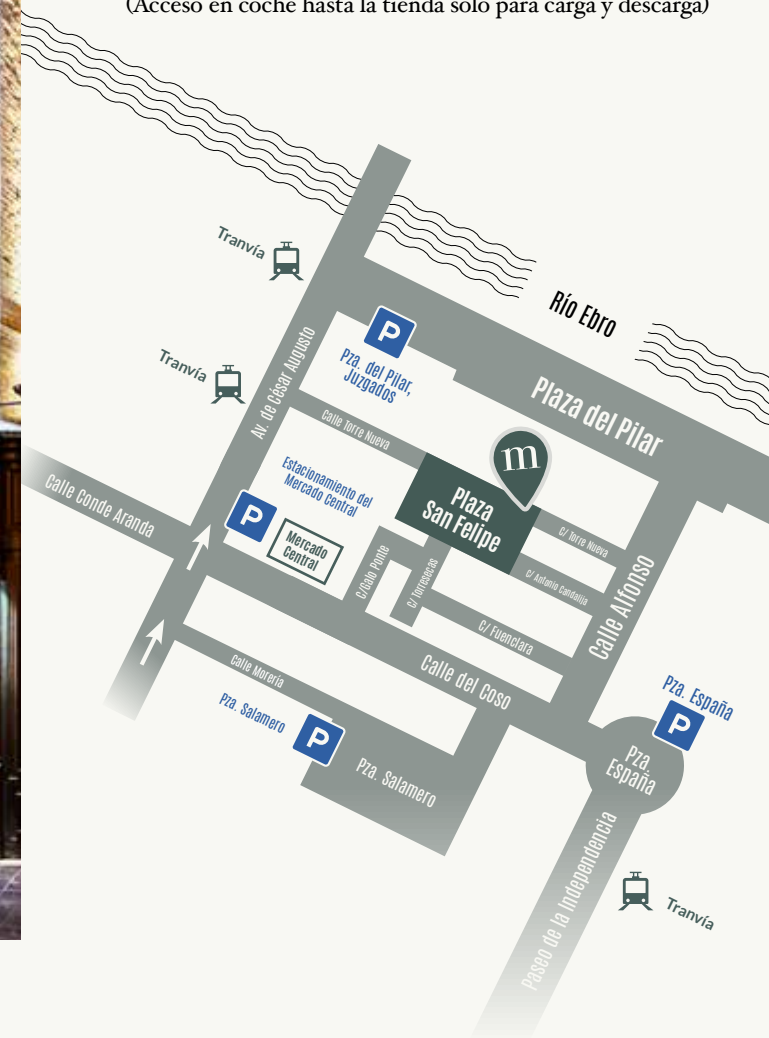 (Acceso en coche hasta la tienda solo para carga y descarga)
Tranvía
Río Ebro
P
Pza. del Pilar,
Juzgados
Tranvía
Av. de César Augusto
Plaza del Pilar
Calle Torre Nueva
m
Estacionamiento del
Mercado Central
Plaza
San Felipe
Calle Conde Aranda
P
Mercado
Central
C/ Torre Nueva
C/Galo Ponte
C/ Torresecas
C/ Antonio Candalija
Calle Alfonso
C/ Fuenclara
Calle del Coso
Calle Morería
Pza. España
P
Pza. Salamero
P
Pza. Salamero
Pza.
España
Paseo de la Independencia
Tranvía